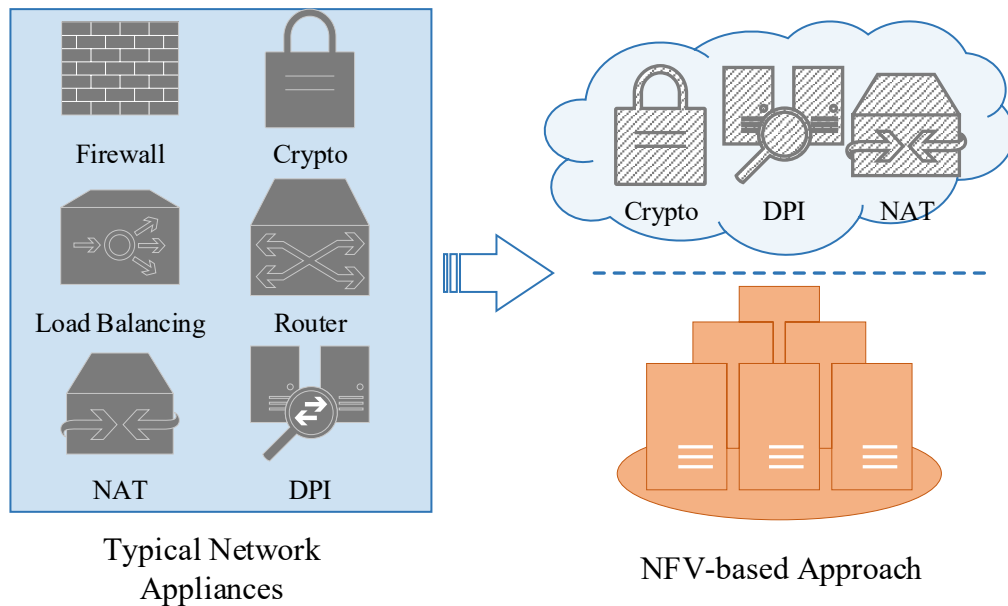 Firewall
Crypto
Load Balancing
Router
NAT
DPI
Typical Network
Appliances
Crypto
DPI
NAT
NFV-based Approach